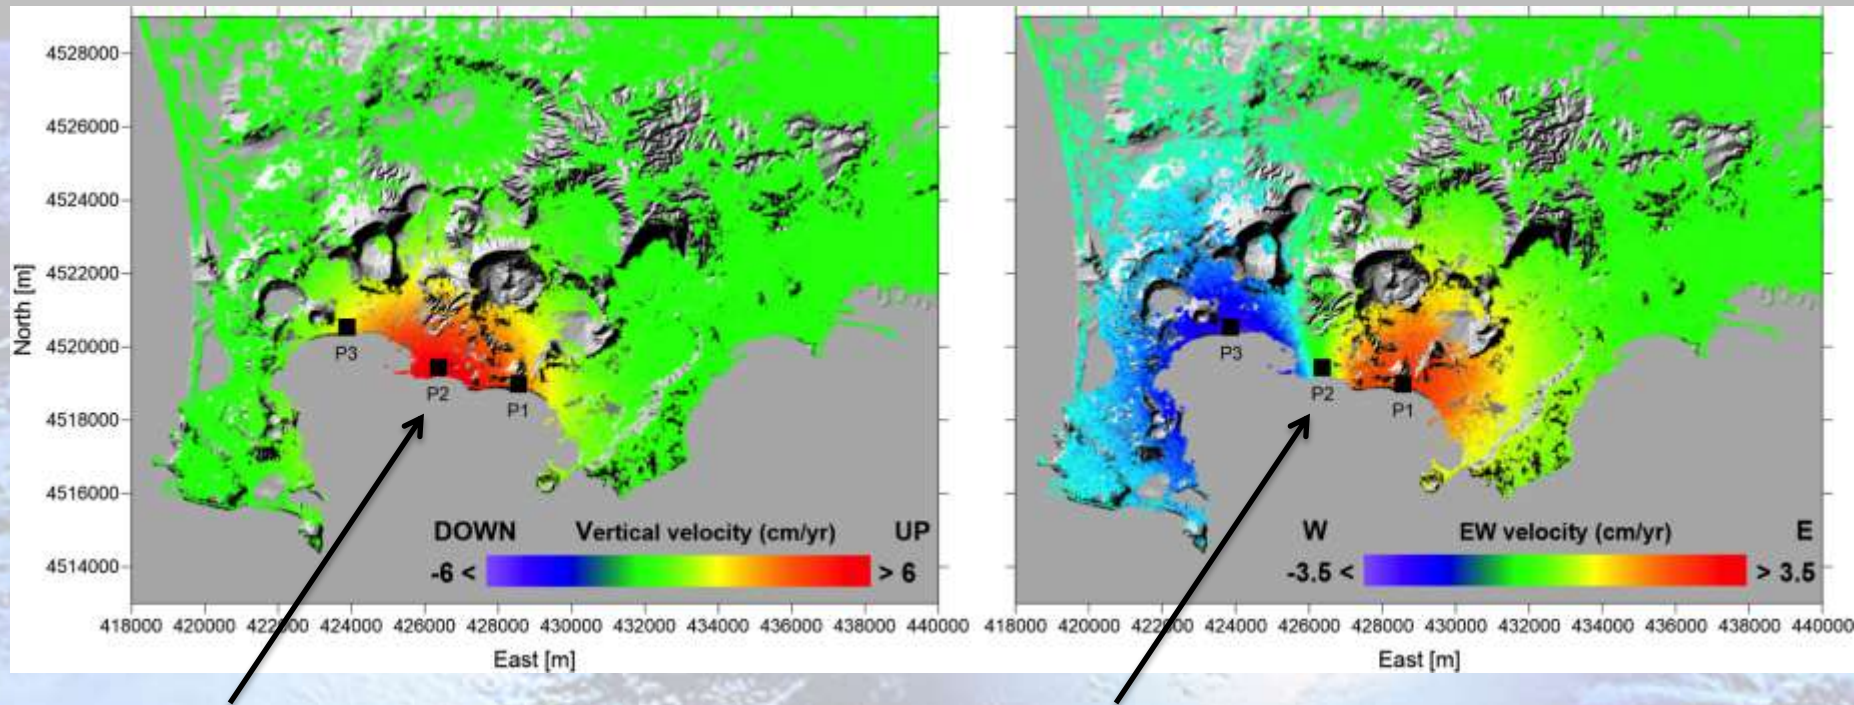 4528000
4526000
4524000
4522000
4520000
4518000
4516000
4514000
North [m]
P3
P2
P1
DOWN Vertical velocity (cm/yr) UP
-6 < > 6
418000 420000 422000 424000 426000 428000 430000 432000 434000 436000 438000 440000
East [m]
P3
P2
P1
W EW velocity (cm/yr) E
-3.5 < > 3.5
418000 420000 422000 424000 426000 428000 430000 432000 434000 436000 438000 440000
East [m]